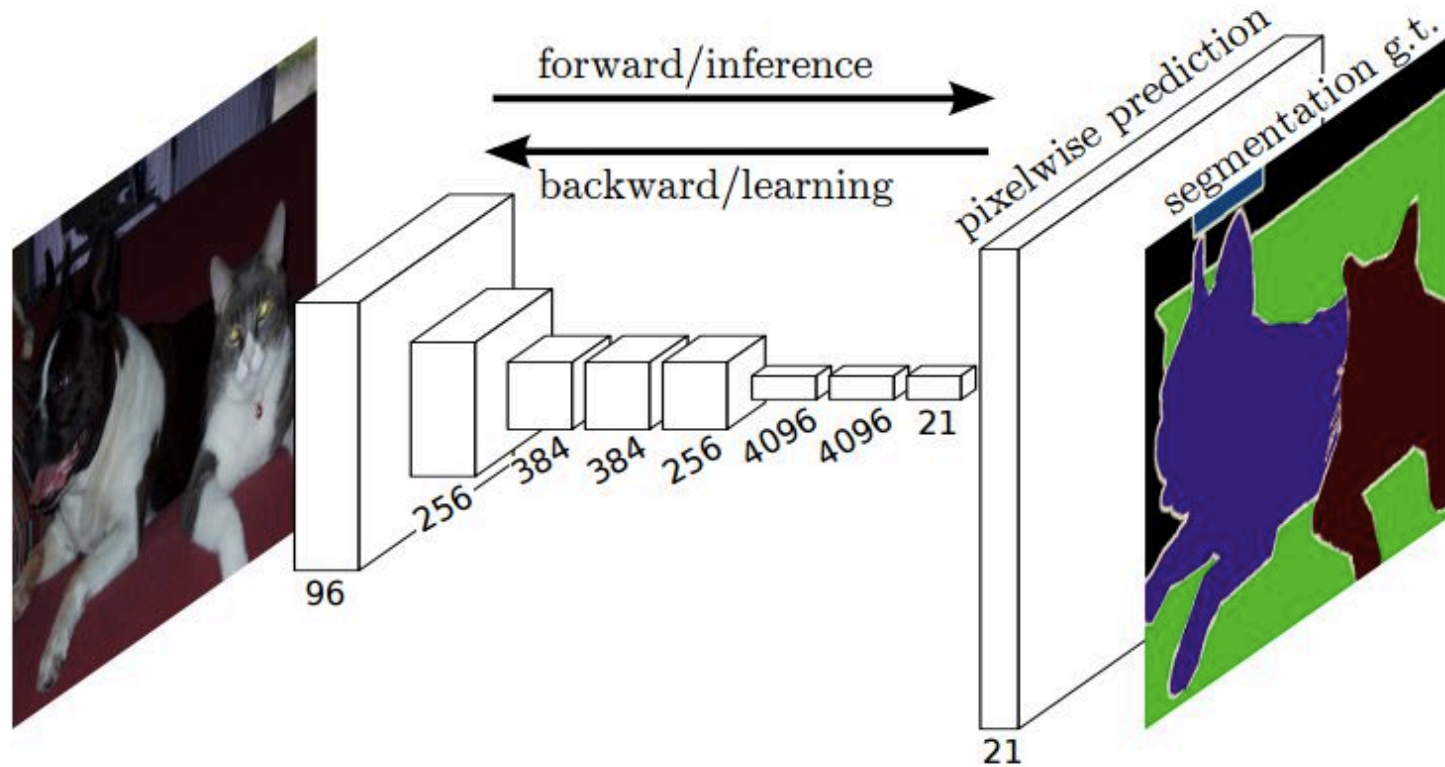 forward/inference
backward/learning
pixelwise prediction
segmentation g.t.
96
256
384
384
256
4096
4096
21
21